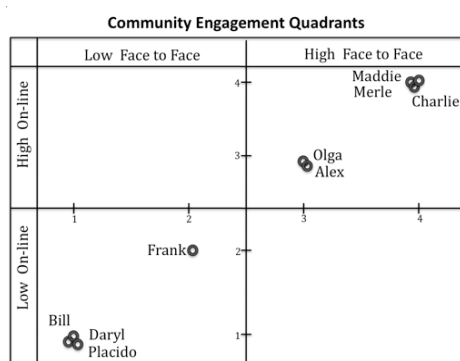 Community Engagement Quadrants
Low Face to Face
High Face to Face
High On-line
Low On-line
4
Maddie
Merle
Charlie
3
Olga
Alex
1
2
3
4
Frank
2
Bill
Daryl
Placido
1